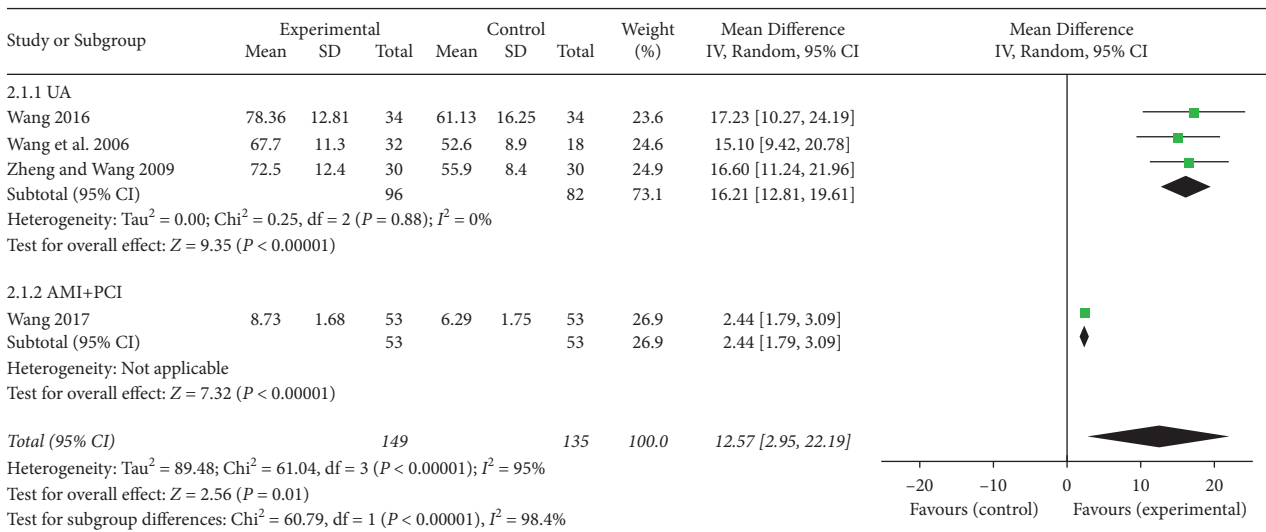 Study or Subgroup Experimental Control Weight Mean Difference Mean Difference
Mean SD Total Mean SD Total (%) IV, Random, 95% CI IV, Random, 95% CI
2.1.1 UA
Wang 2016 78.36 12.81 34 61.13 16.25 34 23.6 17.23 [10.27, 24.19]
Wang et al. 2006 67.7 11.3 32 52.6 8.9 18 24.6 15.10 [9.42, 20.78]
Zheng and Wang 2009 72.5 12.4 30 55.9 8.4 30 24.9 16.60 [11.24, 21.96]
Subtotal (95% CI) 96 82 73.1 16.21 [12.81, 19.61]
Heterogeneity: Tau² = 0.00; Chi² = 0.25, df = 2 (P = 0.88); I² = 0%
Test for overall effect: Z = 9.35 (P < 0.00001)
2.1.2 AMI+PCI
Wang 2017 8.73 1.68 53 6.29 1.75 53 26.9 2.44 [1.79, 3.09]
Subtotal (95% CI) 53 53 26.9 2.44 [1.79, 3.09]
Heterogeneity: Not applicable
Test for overall effect: Z = 7.32 (P < 0.00001)
Total (95% CI) 149 135 100.0 12.57 [2.95, 22.19]
Heterogeneity: Tau² = 89.48; Chi² = 61.04, df = 3 (P < 0.00001); I² = 95%
Test for overall effect: Z = 2.56 (P = 0.01)
Test for subgroup differences: Chi² = 60.79, df = 1 (P < 0.00001), I² = 98.4%
−20 −10 0 10 20
Favours (control) Favours (experimental)